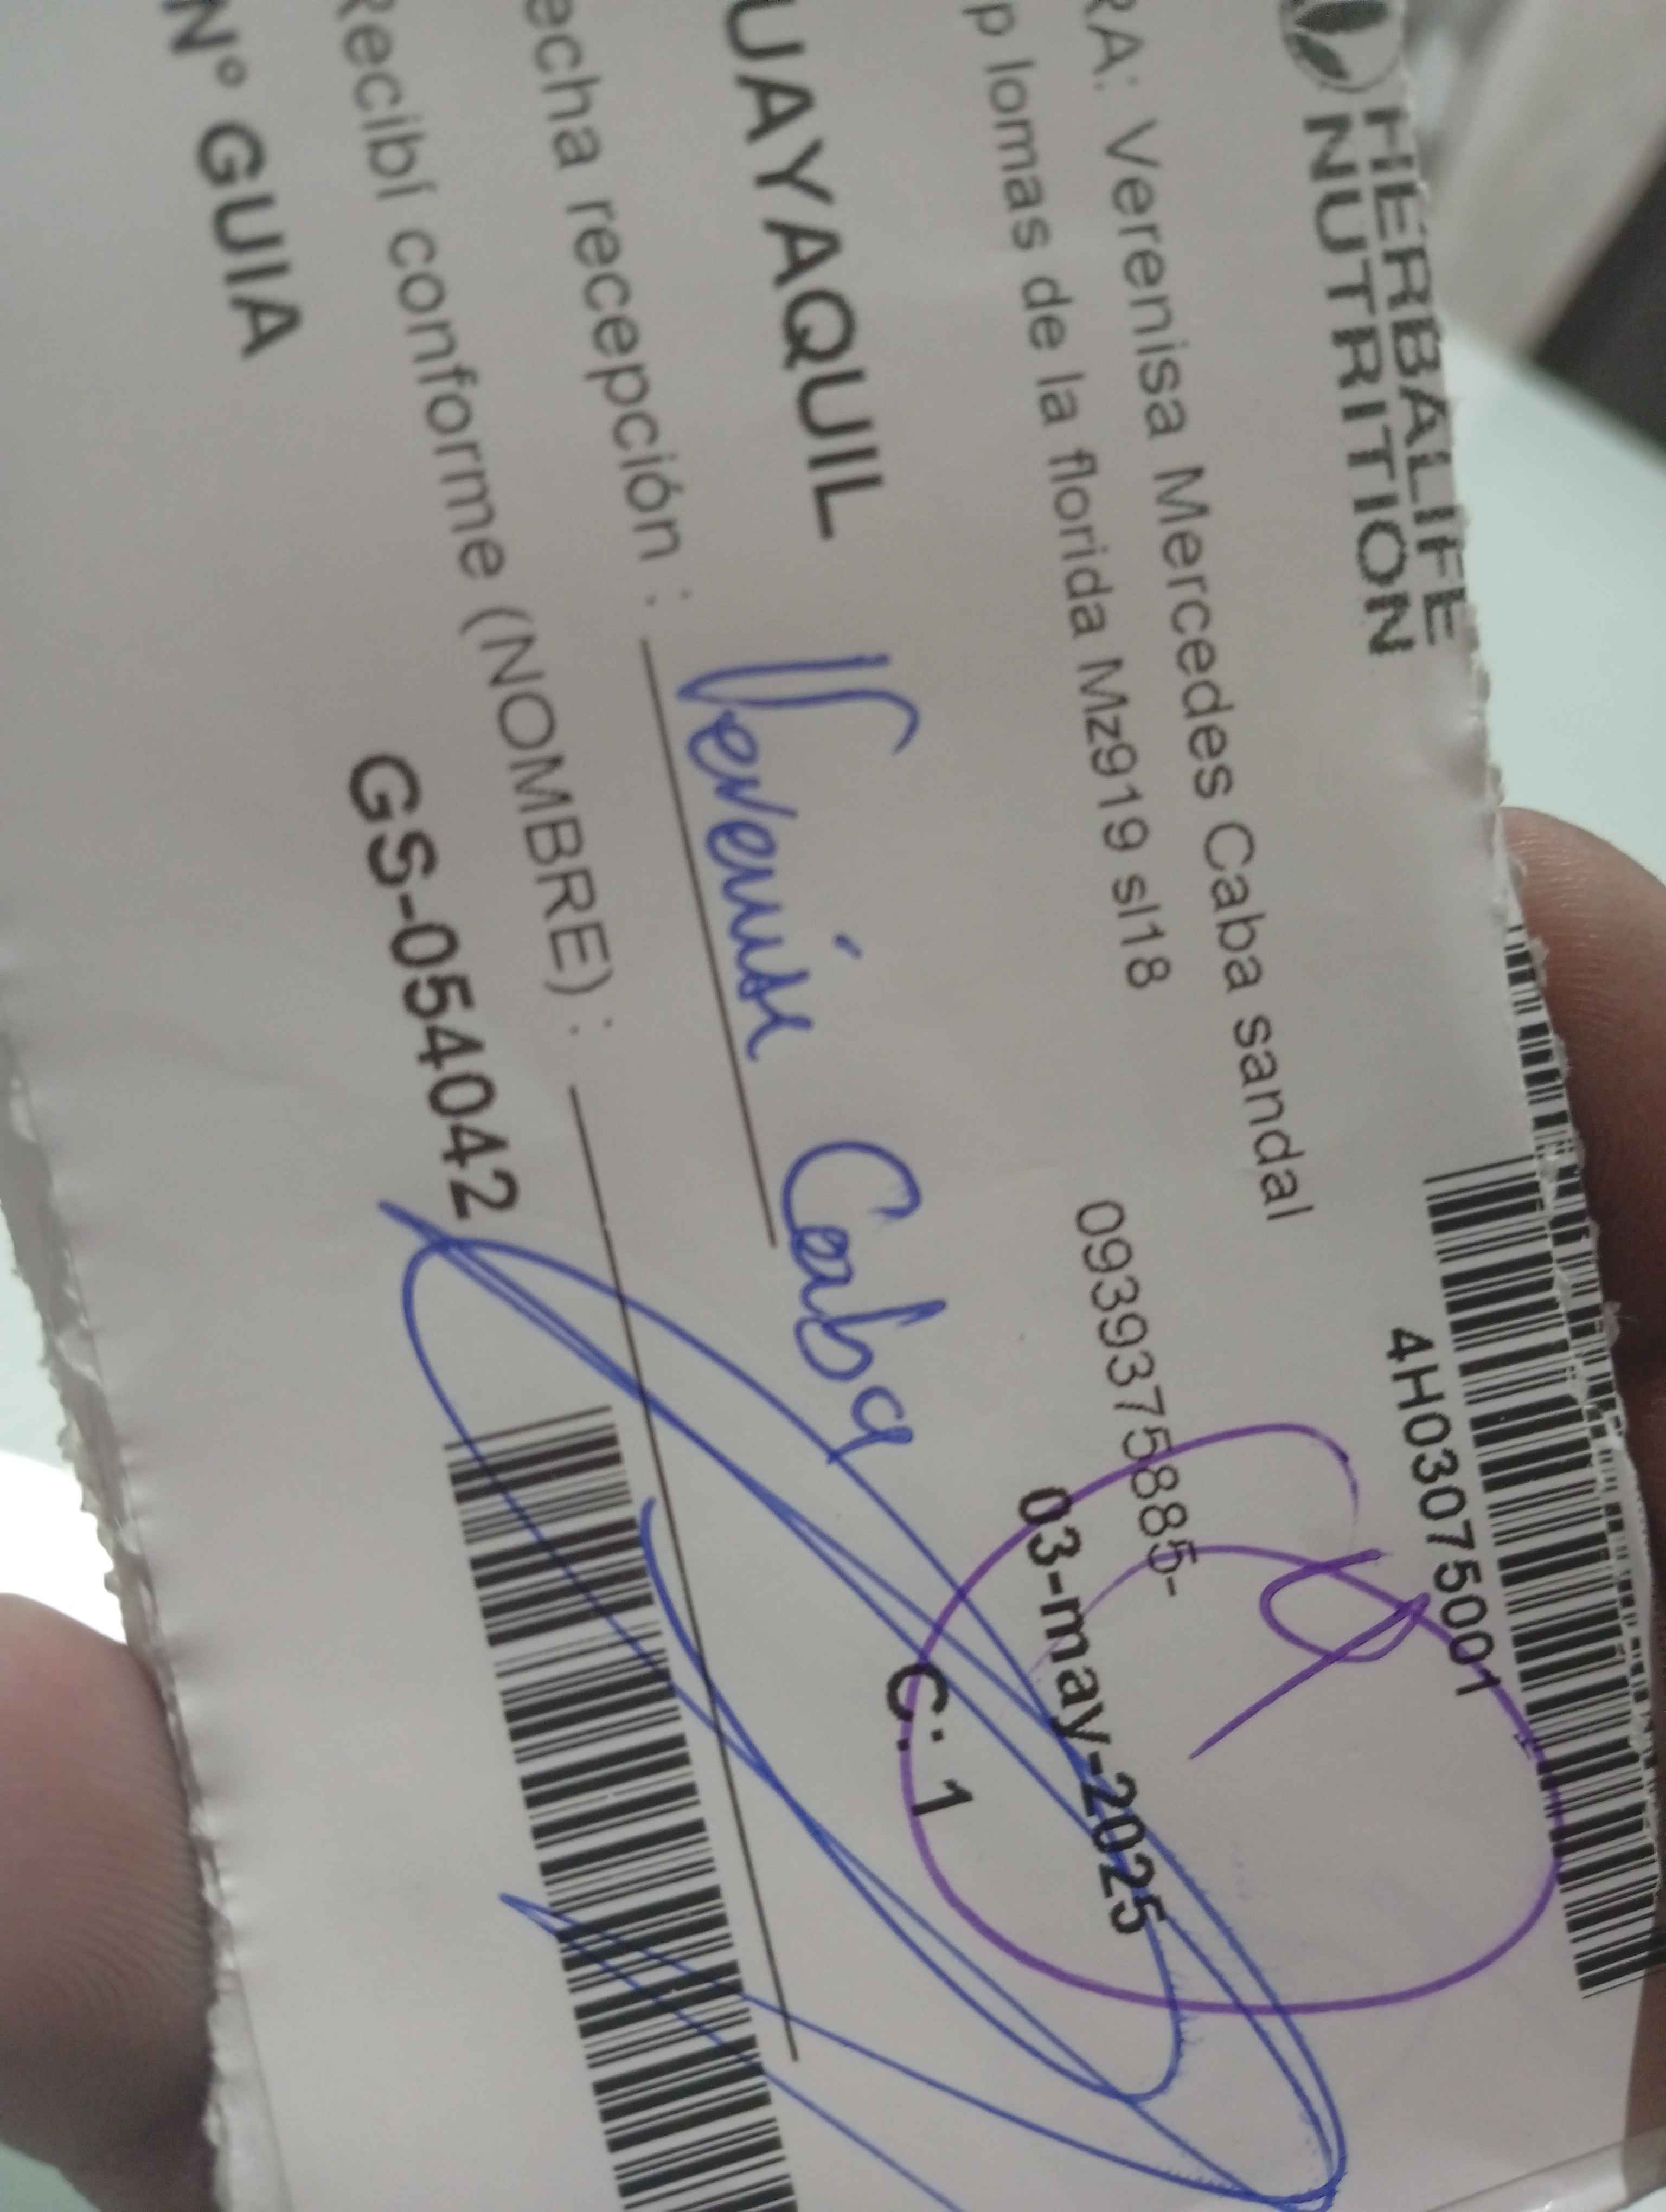 HERBALIFE
NUTRITION
4H03075001
RA: Verenisa Mercedes Caba sandal
p lomas de la florida Mz919 sl18
0939375885-
03-may-2025
UAYAQUIL
C: 1
echa recepción :
Verenisa Caba
Recibí conforme (NOMBRE) :
N° GUIA
GS-054042